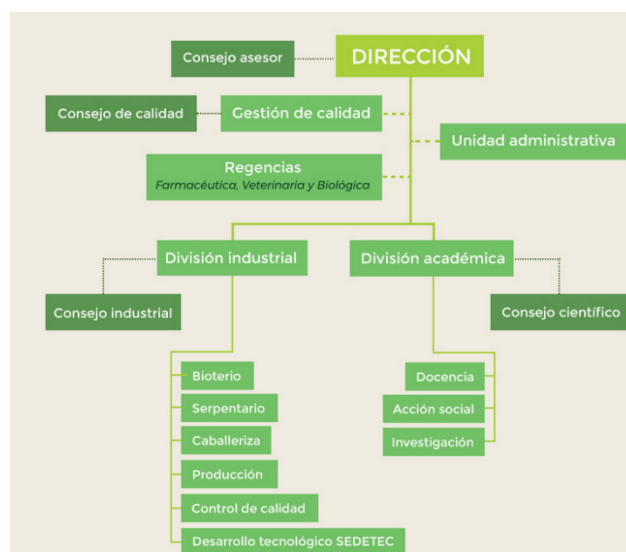 DIRECCIÓN
Consejo asesor
Consejo de calidad
Gestión de calidad
Unidad administrativa
Regencias
Farmacéutica, Veterinaria y Biológica
División industrial
División académica
Consejo industrial
Consejo científico
Bioterio
Serpentario
Caballeriza
Producción
Control de calidad
Desarrollo tecnológico SEDETEC
Docencia
Acción social
Investigación